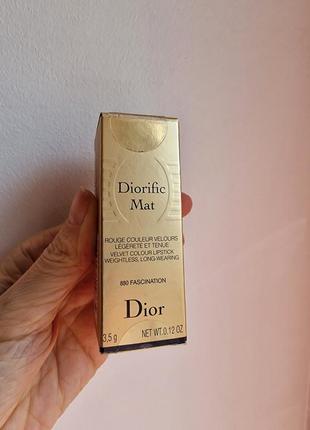 Diorific
Mat
ROUGE COULEUR VELOURS
LÉGÈRETÉ ET TENUE
VELVET COLOUR LIPSTICK
WEIGHTLESS, LONG-WEARING
880 FASCINATION
Dior
3,5 g NET WT. 0.12 OZ